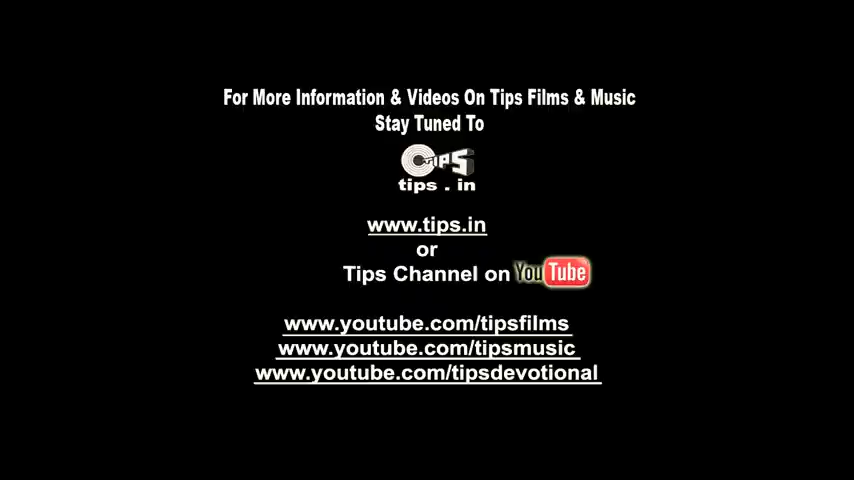 For More Information & Videos On Tips Films & Music
Stay Tuned To
TIPS
tips . in
www.tips.in
or
Tips Channel on YouTube
www.youtube.com/tipsfilms
www.youtube.com/tipsmusic
www.youtube.com/tipsdevotional